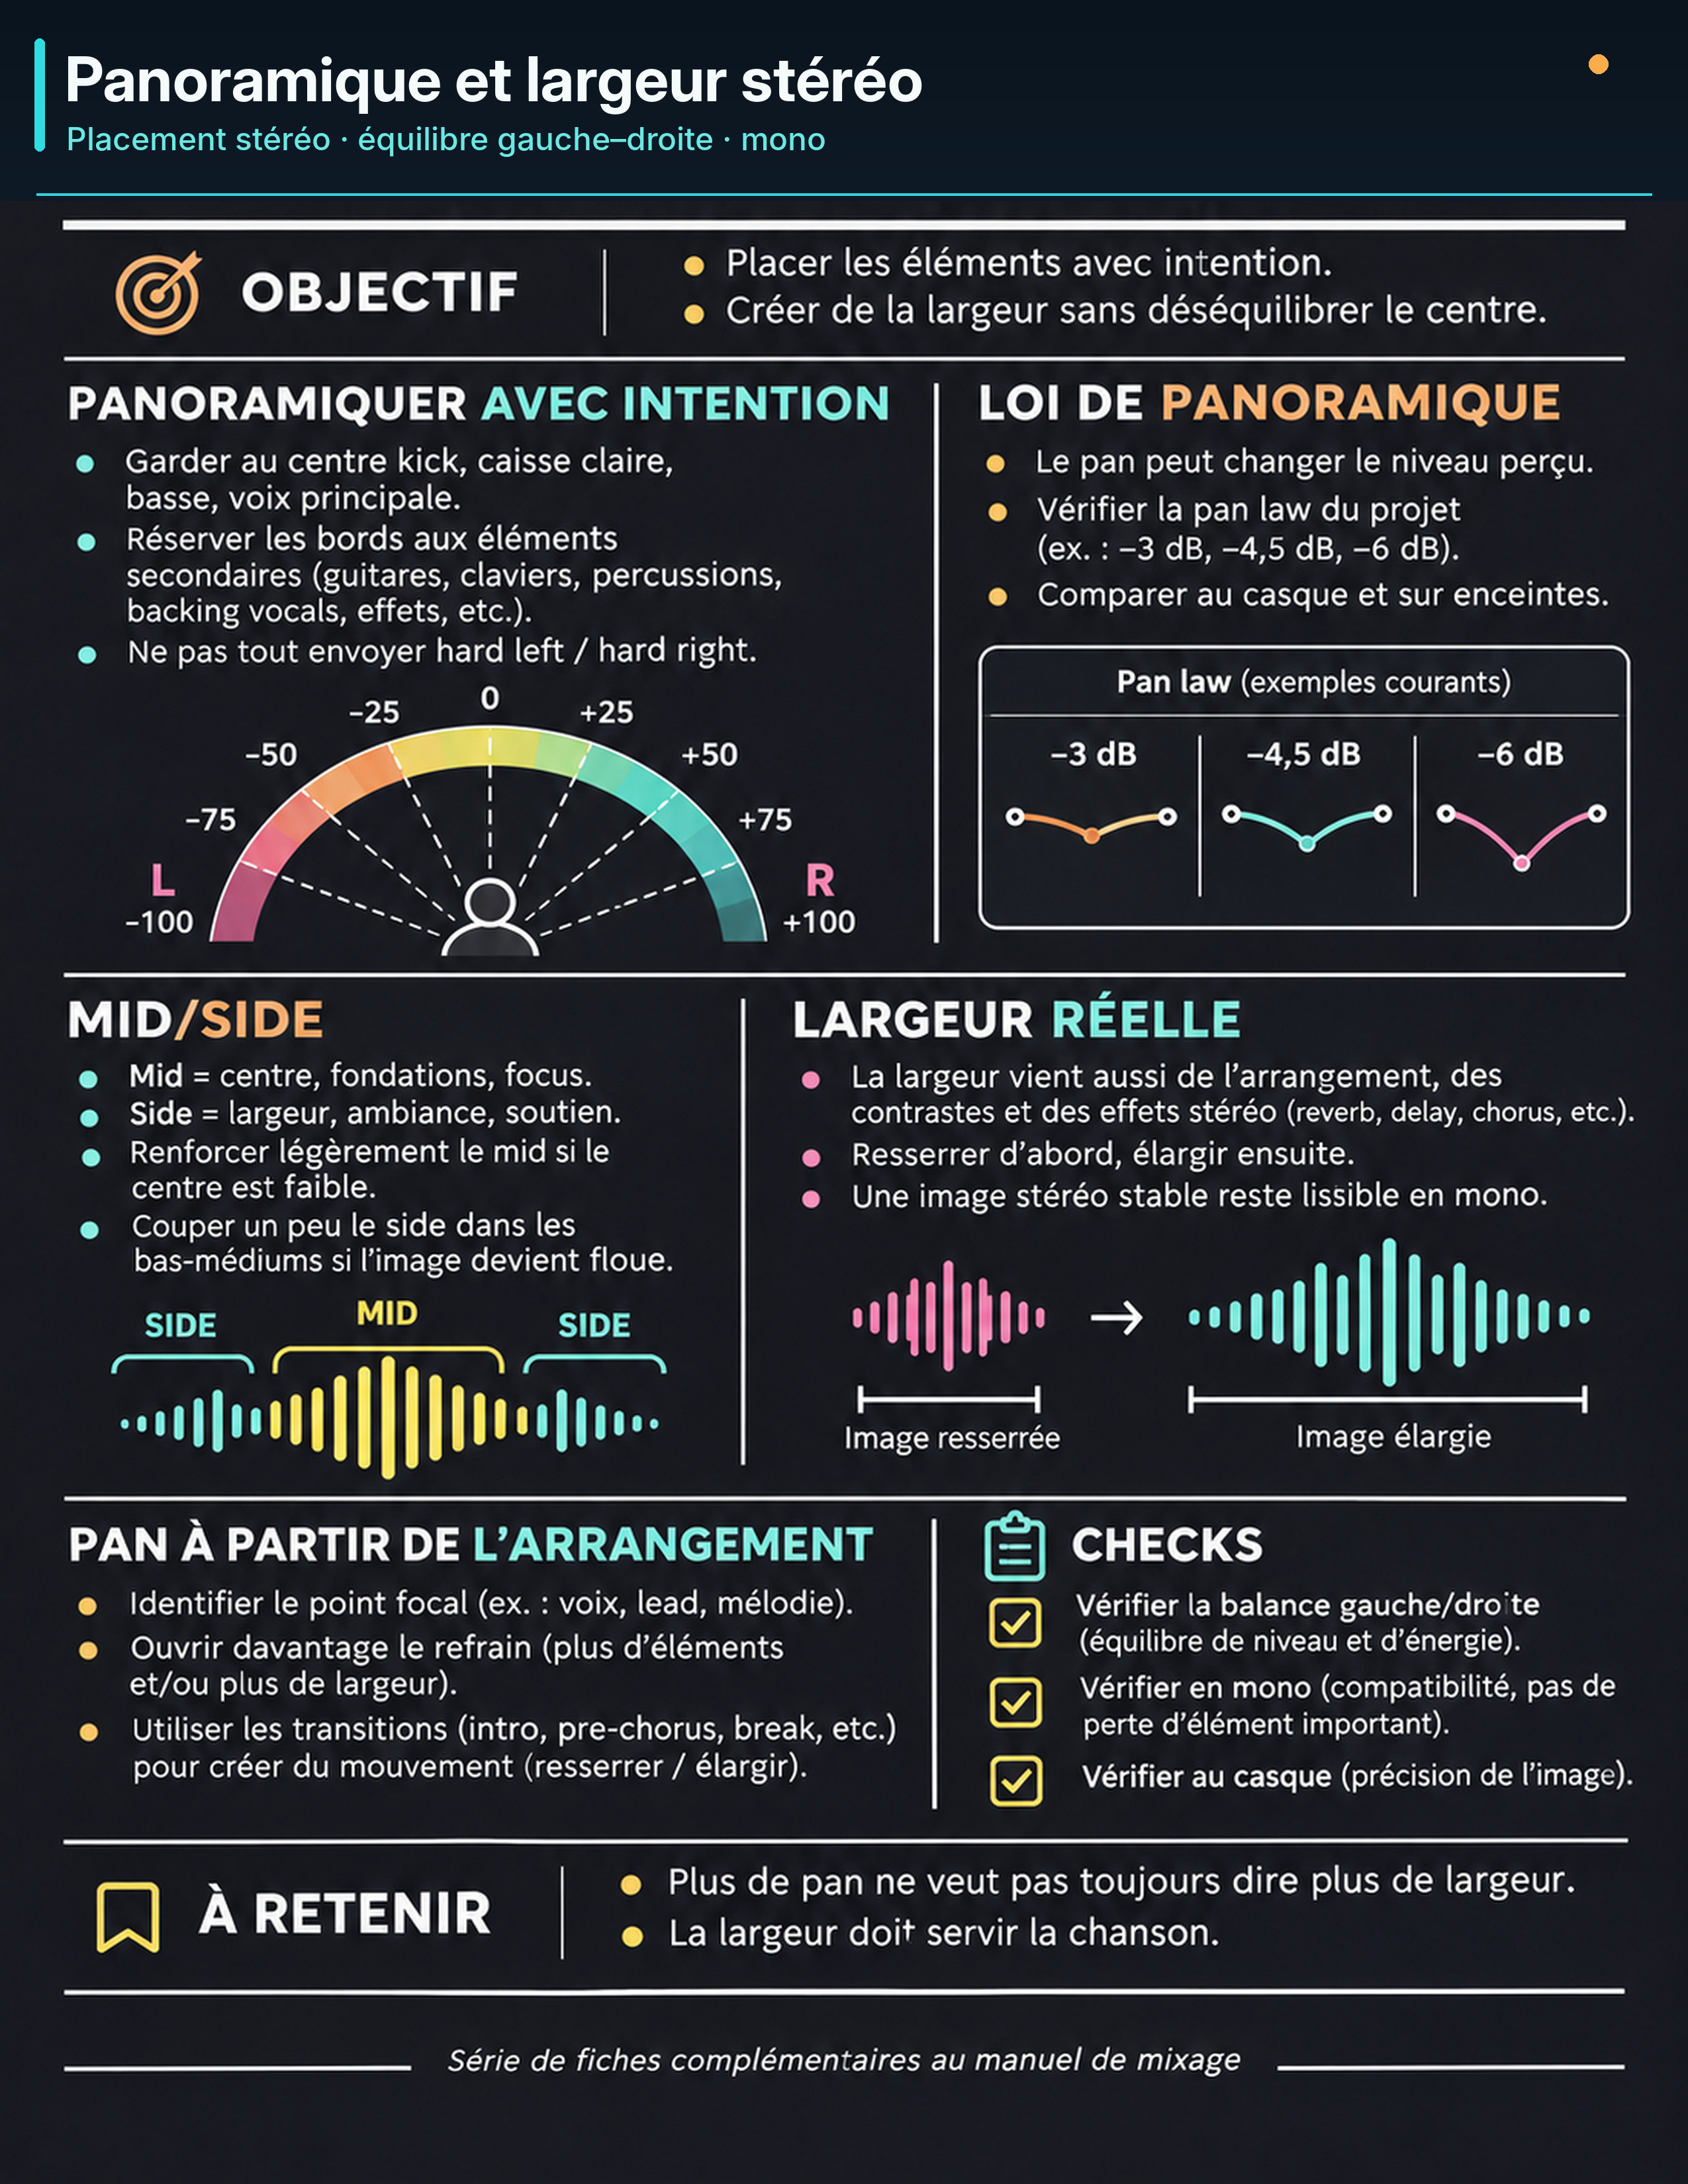 Panoramique et largeur stéréo
Placement stéréo · équilibre gauche–droite · mono
OBJECTIF
Placer les éléments avec intention.
Créer de la largeur sans déséquilibrer le centre.
PANORAMIQUER AVEC INTENTION
Garder au centre kick, caisse claire,
basse, voix principale.
Réserver les bords aux éléments
secondaires (guitares, claviers, percussions,
backing vocals, effets, etc.).
Ne pas tout envoyer hard left / hard right.
0
−25
+25
−50
+50
−75
+75
L
R
−100
+100
LOI DE PANORAMIQUE
Le pan peut changer le niveau perçu.
Vérifier la pan law du projet
(ex. : −3 dB, −4,5 dB, −6 dB).
Comparer au casque et sur enceintes.
Pan law (exemples courants)
−3 dB
−4,5 dB
−6 dB
MID/SIDE
Mid = centre, fondations, focus.
Side = largeur, ambiance, soutien.
Renforcer légèrement le mid si le
centre est faible.
Couper un peu le side dans les
bas-médiums si l’image devient floue.
SIDE
MID
SIDE
LARGEUR RÉELLE
La largeur vient aussi de l’arrangement, des
contrastes et des effets stéréo (reverb, delay, chorus, etc.).
Resserrer d’abord, élargir ensuite.
Une image stéréo stable reste lissible en mono.
Image resserrée
Image élargie
PAN À PARTIR DE L’ARRANGEMENT
Identifier le point focal (ex. : voix, lead, mélodie).
Ouvrir davantage le refrain (plus d’éléments
et/ou plus de largeur).
Utiliser les transitions (intro, pre-chorus, break, etc.)
pour créer du mouvement (resserrer / élargir).
CHECKS
Vérifier la balance gauche/droite
(équilibre de niveau et d’énergie).
Vérifier en mono (compatibilité, pas de
perte d’élément important).
Vérifier au casque (précision de l’image).
À RETENIR
Plus de pan ne veut pas toujours dire plus de largeur.
La largeur doit servir la chanson.
Série de fiches complémentaires au manuel de mixage